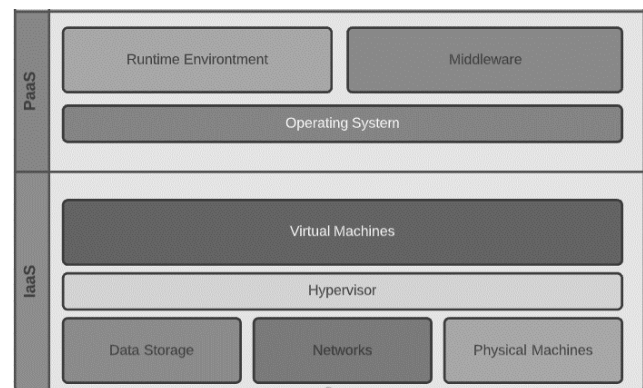 PaaS
Runtime Environtment
Middleware
Operating System
IaaS
Virtual Machines
Hypervisor
Data Storage
Networks
Physical Machines